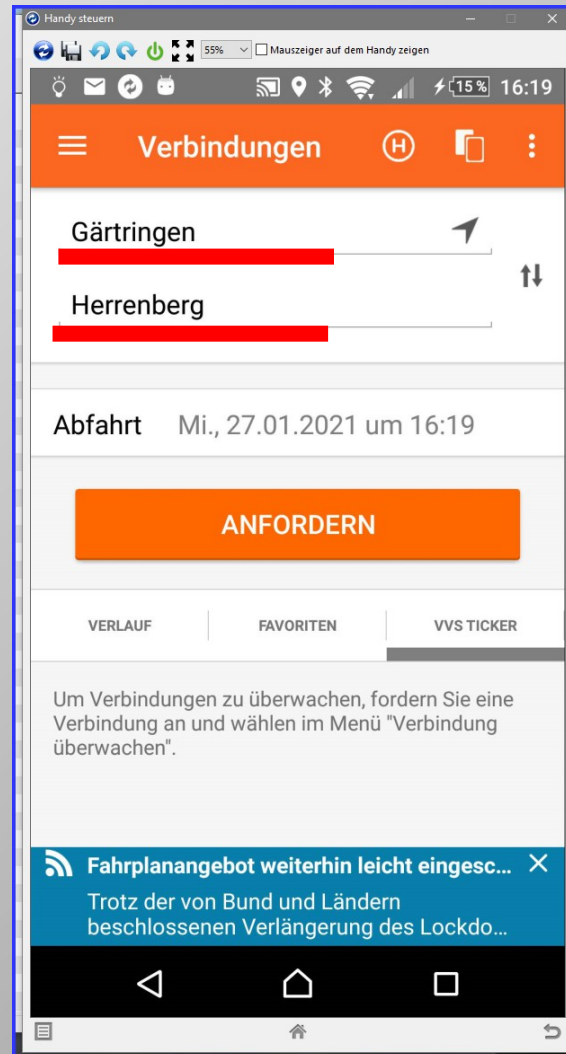 Handy steuern
55% Mauszeiger auf dem Handy zeigen
15% 16:19
Verbindungen H
Gärtringen
Herrenberg
Abfahrt Mi., 27.01.2021 um 16:19
ANFORDERN
VERLAUF FAVORITEN VVS TICKER
Um Verbindungen zu überwachen, fordern Sie eine
Verbindung an und wählen im Menü "Verbindung
überwachen".
Fahrplanangebot weiterhin leicht eingesc...
Trotz der von Bund und Ländern
beschlossenen Verlängerung des Lockdo...